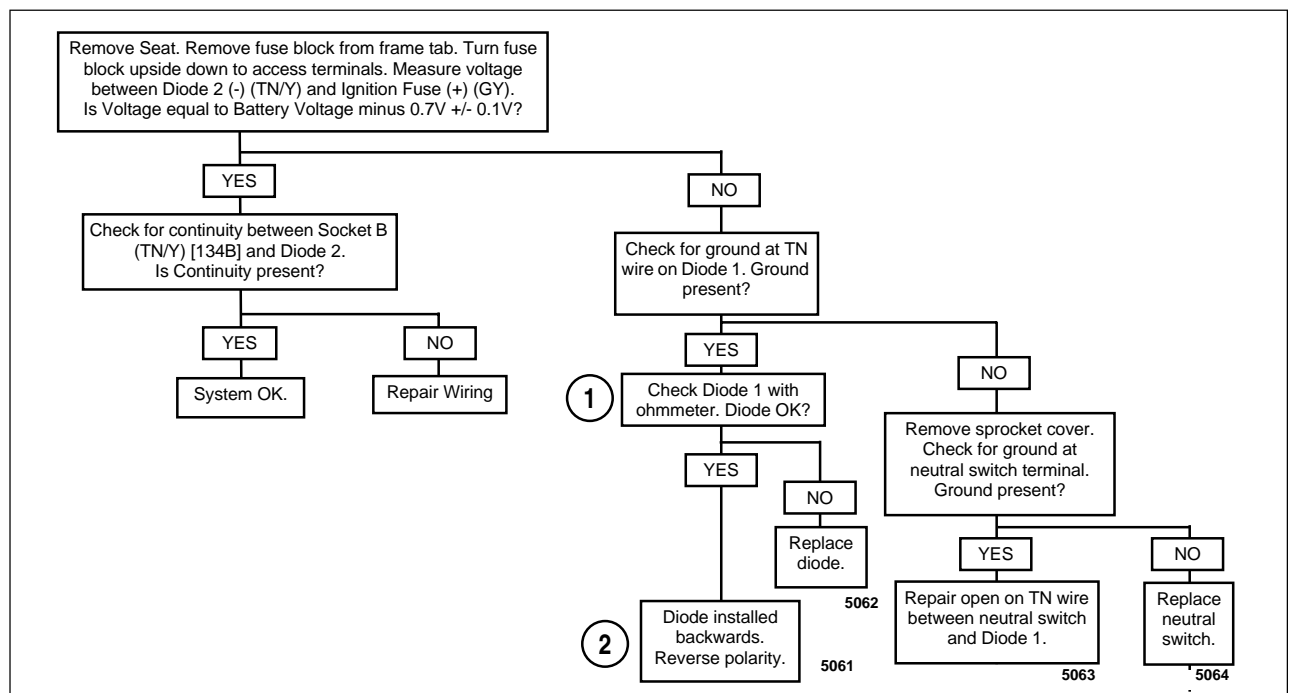 Remove Seat. Remove fuse block from frame tab. Turn fuse
block upside down to access terminals. Measure voltage
between Diode 2 (-) (TN/Y) and Ignition Fuse (+) (GY).
Is Voltage equal to Battery Voltage minus 0.7V +/- 0.1V?
YES
NO
Check for continuity between Socket B
(TN/Y) [134B] and Diode 2.
Is Continuity present?
Check for ground at TN
wire on Diode 1. Ground
present?
YES
NO
System OK.
Repair Wiring
YES
NO
1
Check Diode 1 with
ohmmeter. Diode OK?
Remove sprocket cover.
Check for ground at
neutral switch terminal.
Ground present?
YES
NO
Replace
diode.
5062
YES
NO
2
Diode installed
backwards.
Reverse polarity.
5061
Repair open on TN wire
between neutral switch
and Diode 1.
5063
Replace
neutral
switch.
5064